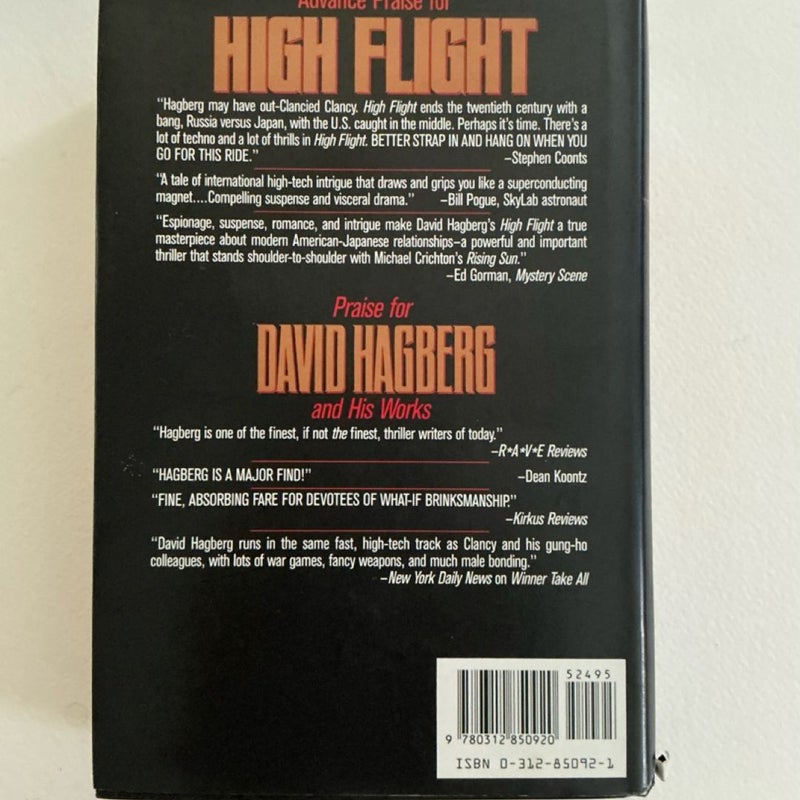 Advance Praise for
HIGH FLIGHT
“Hagberg may have out-Clancied Clancy. High Flight ends the twentieth century with a
bang, Russia versus Japan, with the U.S. caught in the middle. Perhaps it’s time. There’s a
lot of techno and a lot of thrills in High Flight. BETTER STRAP IN AND HANG ON WHEN YOU
GO FOR THIS RIDE.” –Stephen Coonts
“A tale of international high-tech intrigue that draws and grips you like a superconducting
magnet....Compelling suspense and visceral drama.” –Bill Pogue, SkyLab astronaut
“Espionage, suspense, romance, and intrigue make David Hagberg’s High Flight a true
masterpiece about modern American-Japanese relationships–a powerful and important
thriller that stands shoulder-to-shoulder with Michael Crichton’s Rising Sun.”
–Ed Gorman, Mystery Scene
Praise for
DAVID HAGBERG
and His Works
“Hagberg is one of the finest, if not the finest, thriller writers of today.”
–R*A*V*E Reviews
“HAGBERG IS A MAJOR FIND!” –Dean Koontz
“FINE, ABSORBING FARE FOR DEVOTEES OF WHAT-IF BRINKSMANSHIP.”
–Kirkus Reviews
“David Hagberg runs in the same fast, high-tech track as Clancy and his gung-ho
colleagues, with lots of war games, fancy weapons, and much male bonding.”
–New York Daily News on Winner Take All
52495
9 780312 850920
ISBN 0-312-85092-1